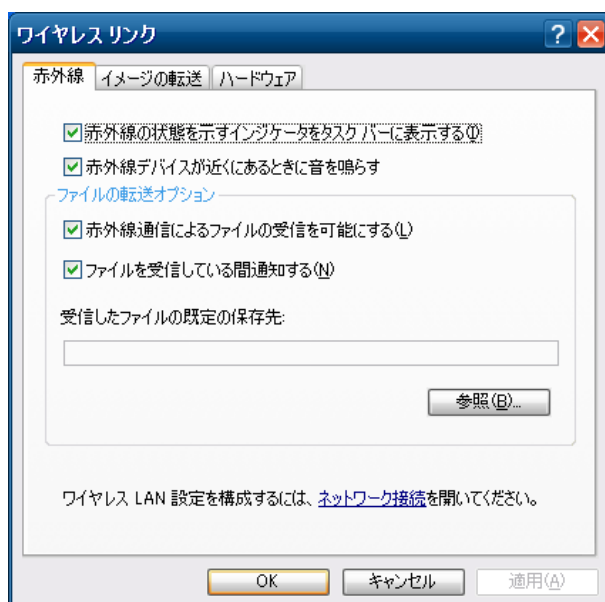 ワイヤレス リンク
赤外線 イメージの転送 ハードウェア
赤外線の状態を示すインジケータをタスク バーに表示する(I)
赤外線デバイスが近くにあるときに音を鳴らす
ファイルの転送オプション
赤外線通信によるファイルの受信を可能にする(L)
ファイルを受信している間通知する(N)
受信したファイルの既定の保存先:
参照(B)...
ワイヤレス LAN 設定を構成するには、ネットワーク接続を開いてください。
OK キャンセル 適用(A)